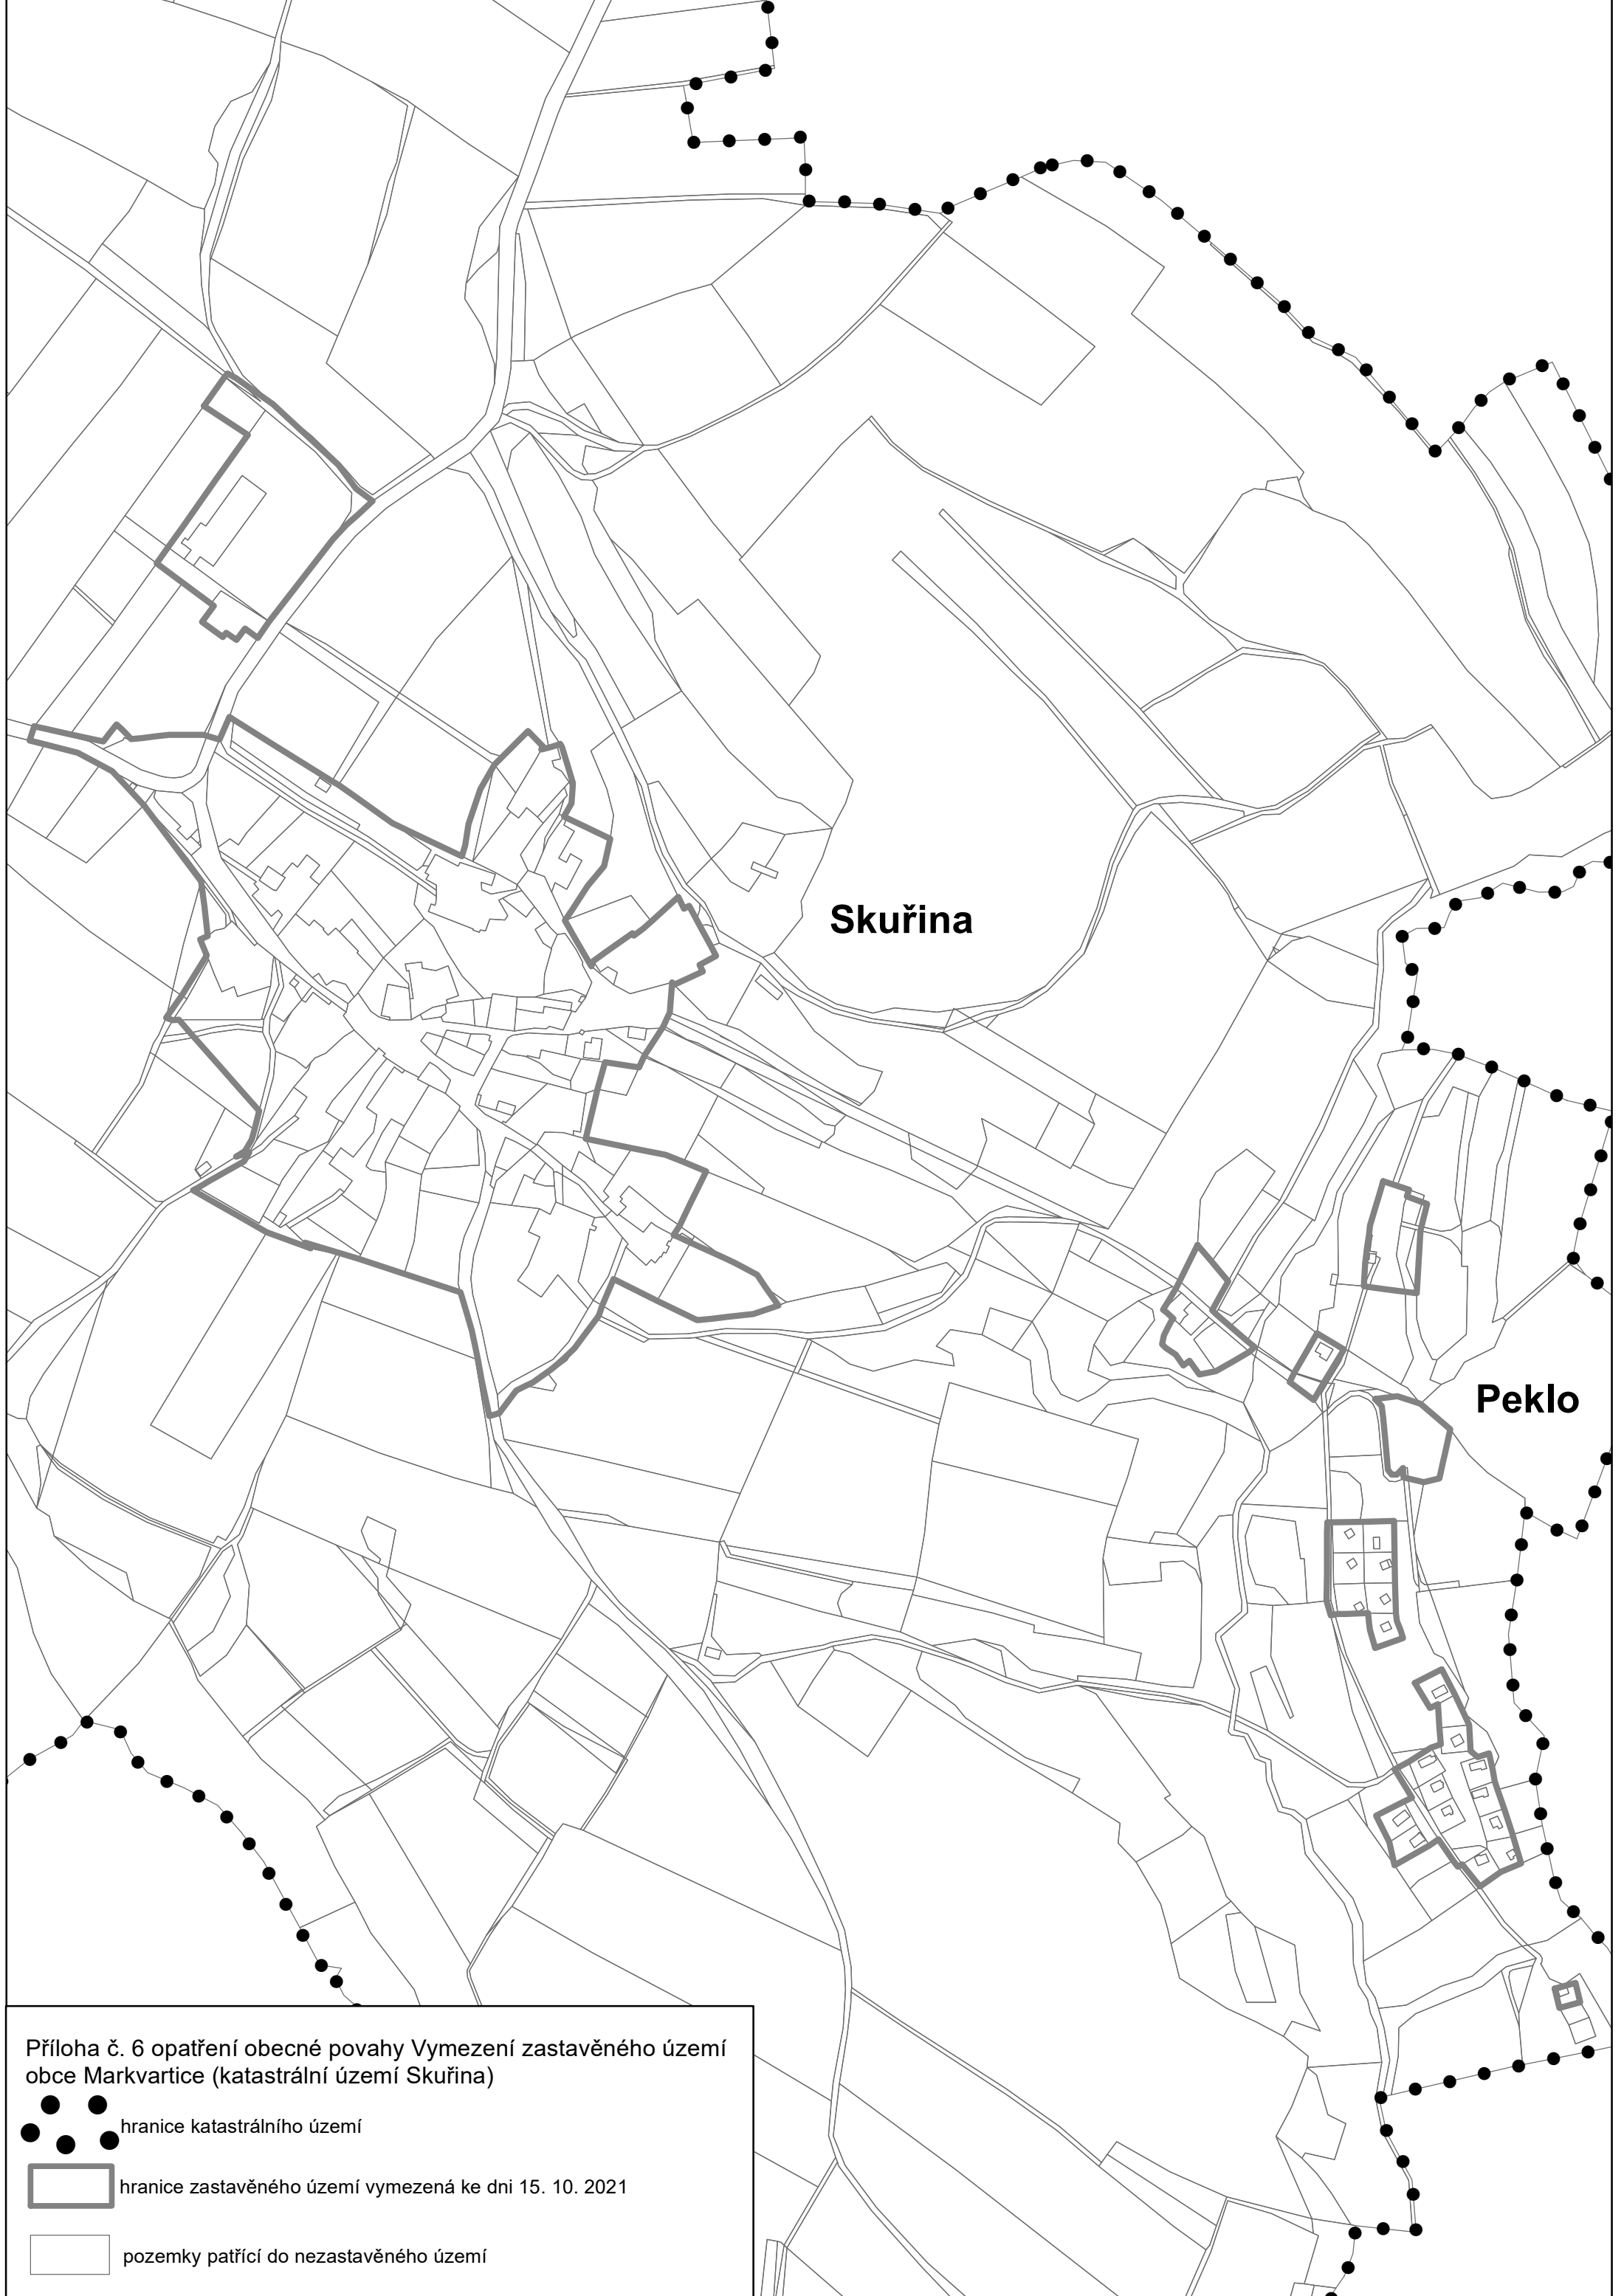 Skuřina
Peklo
Příloha č. 6 opatření obecné povahy Vymezení zastavěného území
obce Markvartice (katastrální území Skuřina)
hranice katastrálního území
hranice zastavěného území vymezená ke dni 15. 10. 2021
pozemky patřící do nezastavěného území